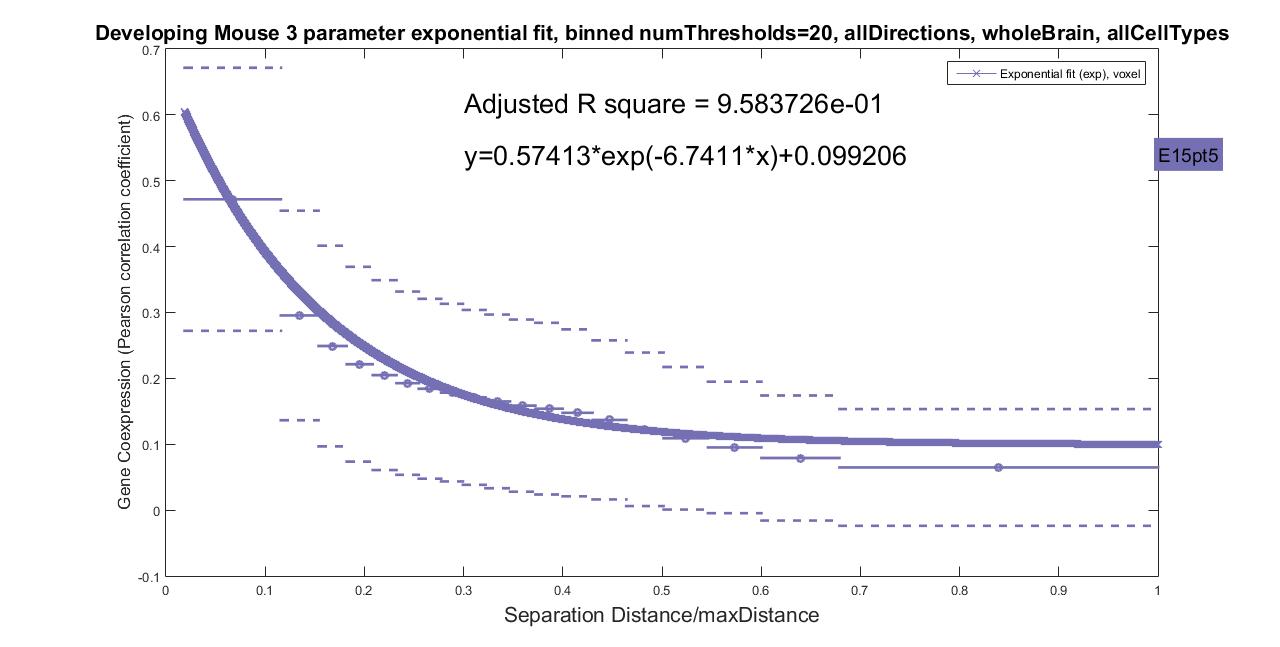 Developing Mouse 3 parameter exponential fit, binned numThresholds=20, allDirections, wholeBrain, allCellTypes
Exponential fit (exp), voxel
Adjusted R square = 9.583726e-01
y=0.57413*exp(-6.7411*x)+0.099206
E15pt5
Gene Coexpression (Pearson correlation coefficient)
0.7
0.6
0.5
0.4
0.3
0.2
0.1
0
-0.1
0
0.1
0.2
0.3
0.4
0.5
0.6
0.7
0.8
0.9
1
Separation Distance/maxDistance